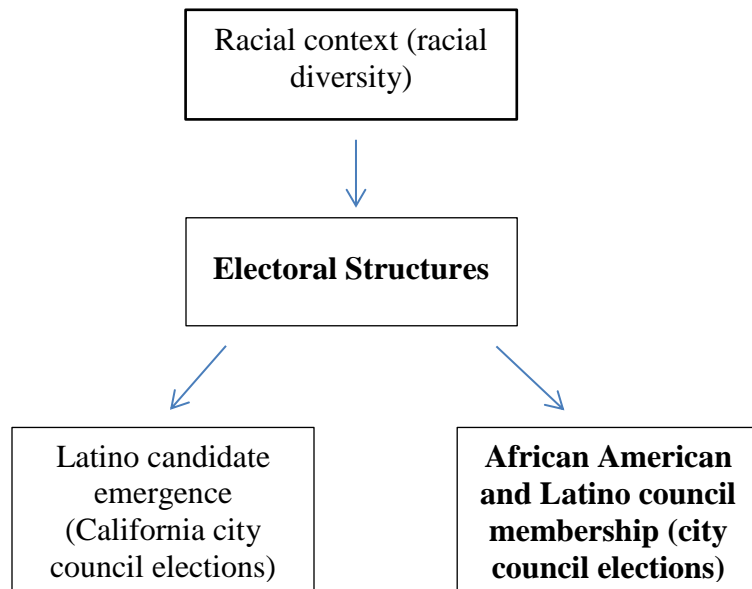 Racial context (racial
diversity)
Electoral Structures
Latino candidate
emergence
(California city
council elections)
African American
and Latino council
membership (city
council elections)